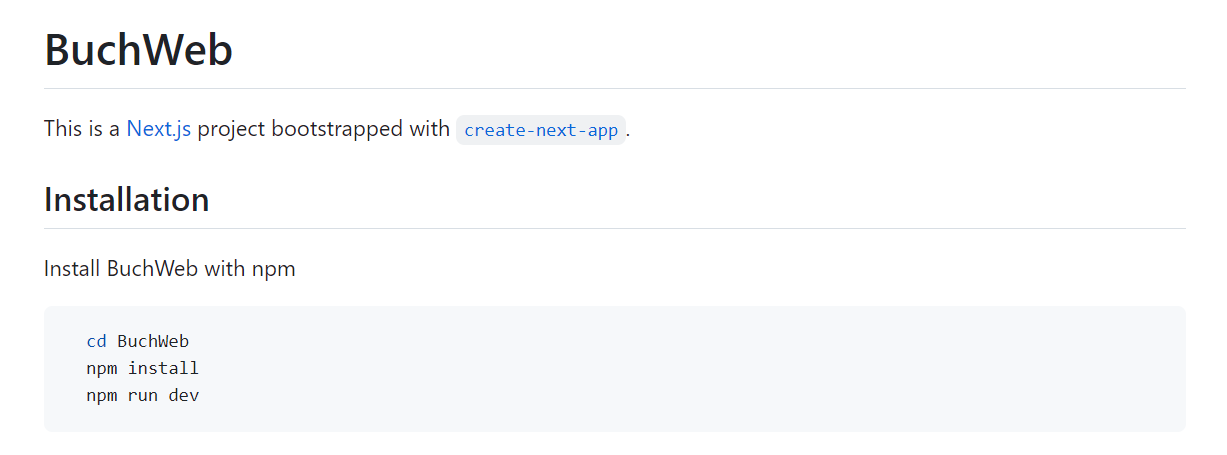 BuchWeb
This is a Next.js project bootstrapped with create-next-app.
Installation
Install BuchWeb with npm
cd BuchWeb
npm install
npm run dev